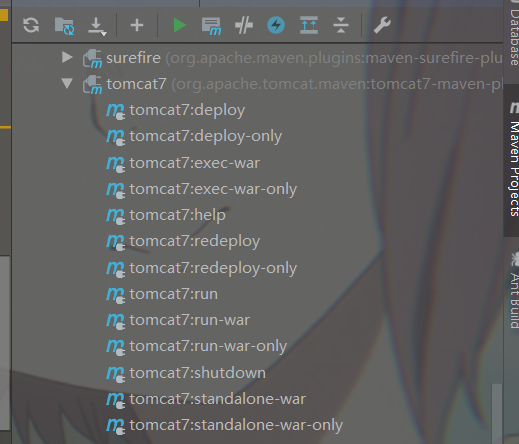 surefire (org.apache.maven.plugins:maven-surefire-plu
tomcat7 (org.apache.tomcat.maven:tomcat7-maven-pl
tomcat7:deploy
tomcat7:deploy-only
tomcat7:exec-war
tomcat7:exec-war-only
tomcat7:help
tomcat7:redeploy
tomcat7:redeploy-only
tomcat7:run
tomcat7:run-war
tomcat7:run-war-only
tomcat7:shutdown
tomcat7:standalone-war
tomcat7:standalone-war-only
Database
Maven Projects
Ant Build